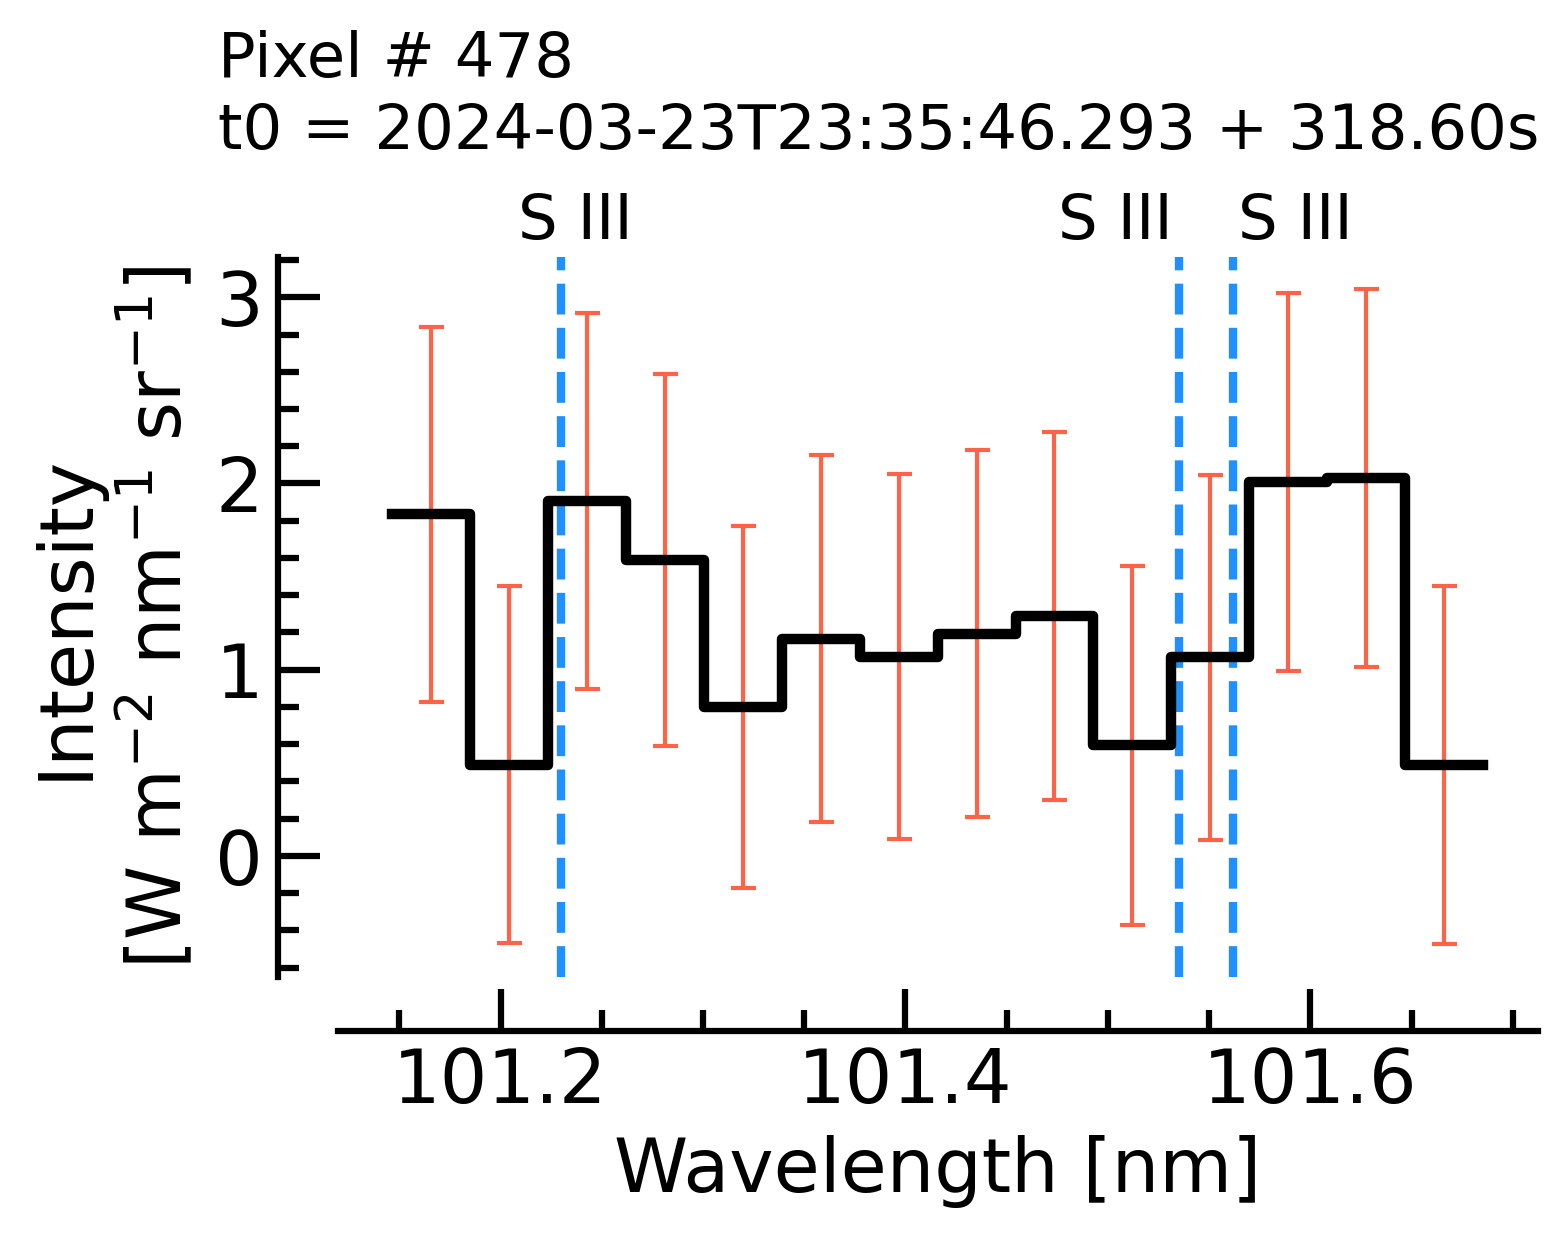 Pixel # 478
t0 = 2024-03-23T23:35:46.293 + 318.60s
S III
S III
S III
Intensity
[W m⁻² nm⁻¹ sr⁻¹]
3
2
1
0
101.2
101.4
101.6
Wavelength [nm]